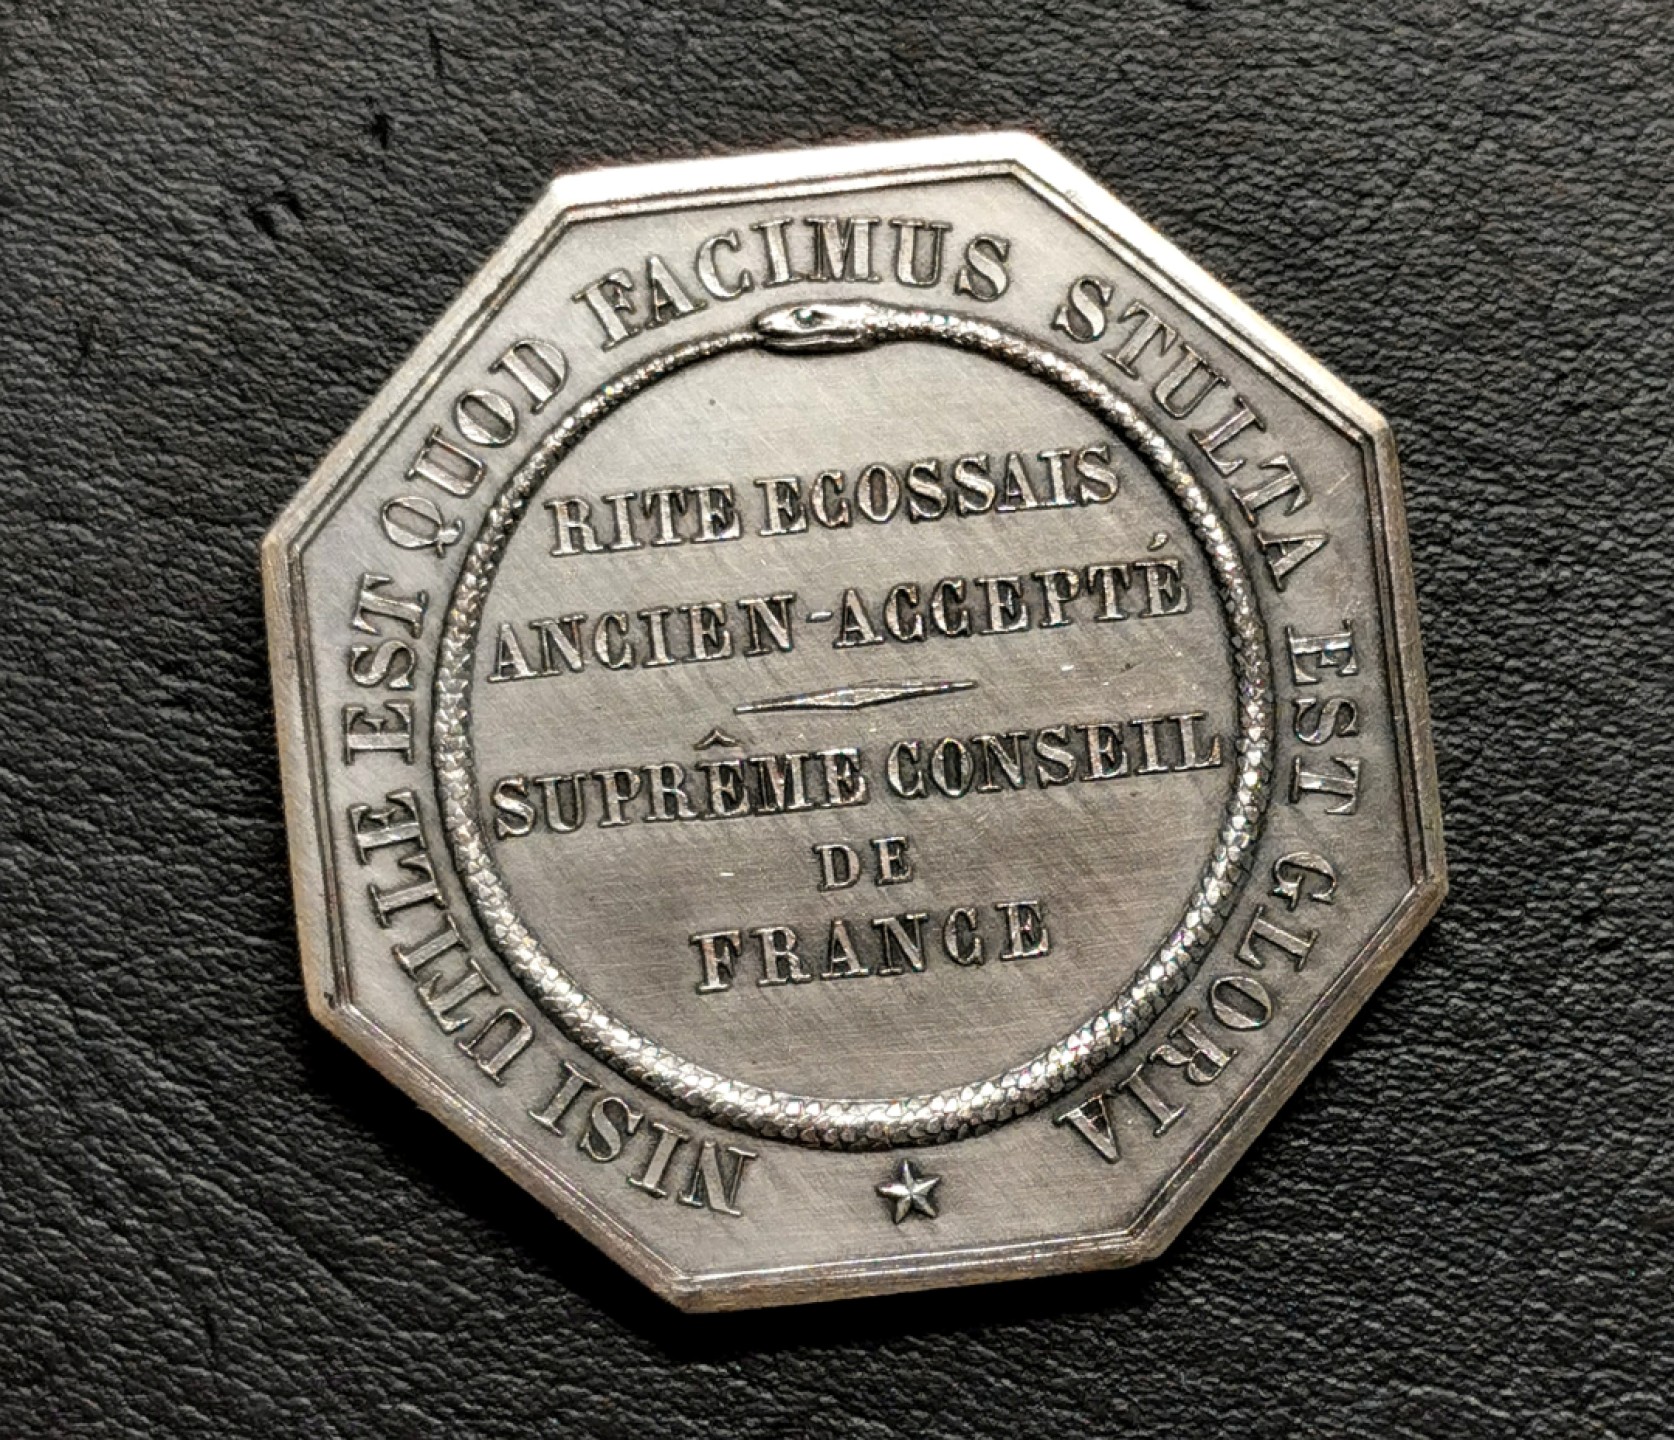 NISI UTILE EST QUOD FACIMUS STULTA EST GLORIA
RITE ECOSSAIS
ANCIEN-ACCEPTÉ
SUPRÊME CONSEIL
DE
FRANCE